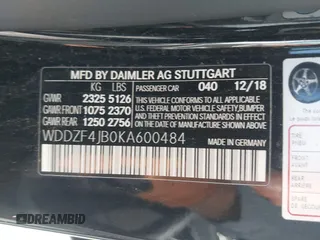 MFD BY DAIMLER AG STUTTGART
KG LBS PASSENGER CAR 040 12/18
GVWR 2325 5126
GAWR.FRONT 1075 2370
GAWR.REAR 1250 2756
THIS VEHICLE CONFORMS TO ALL APPLICABLE
FEDERAL MOTOR VEHICLE SAFETY, BUMPER,
AND THEFT PREVENTION STANDARDS IN EFFECT
ON THE DATE OF MANUFACTURE SHOWN ABOVE.
WDDZF4JB0KA600484
MADE IN GERMANY
DREAMBID